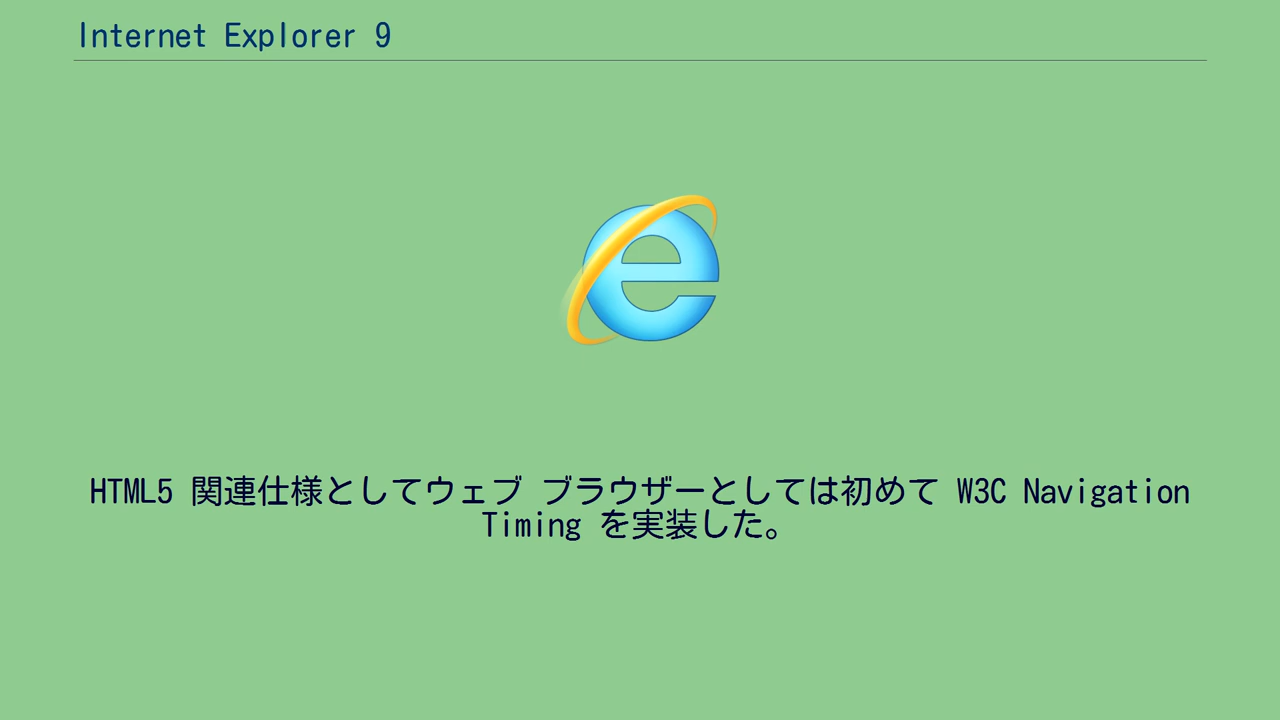 Internet Explorer 9
HTML5 関連仕様としてウェブ ブラウザーとしては初めて W3C Navigation
Timing を実装した。